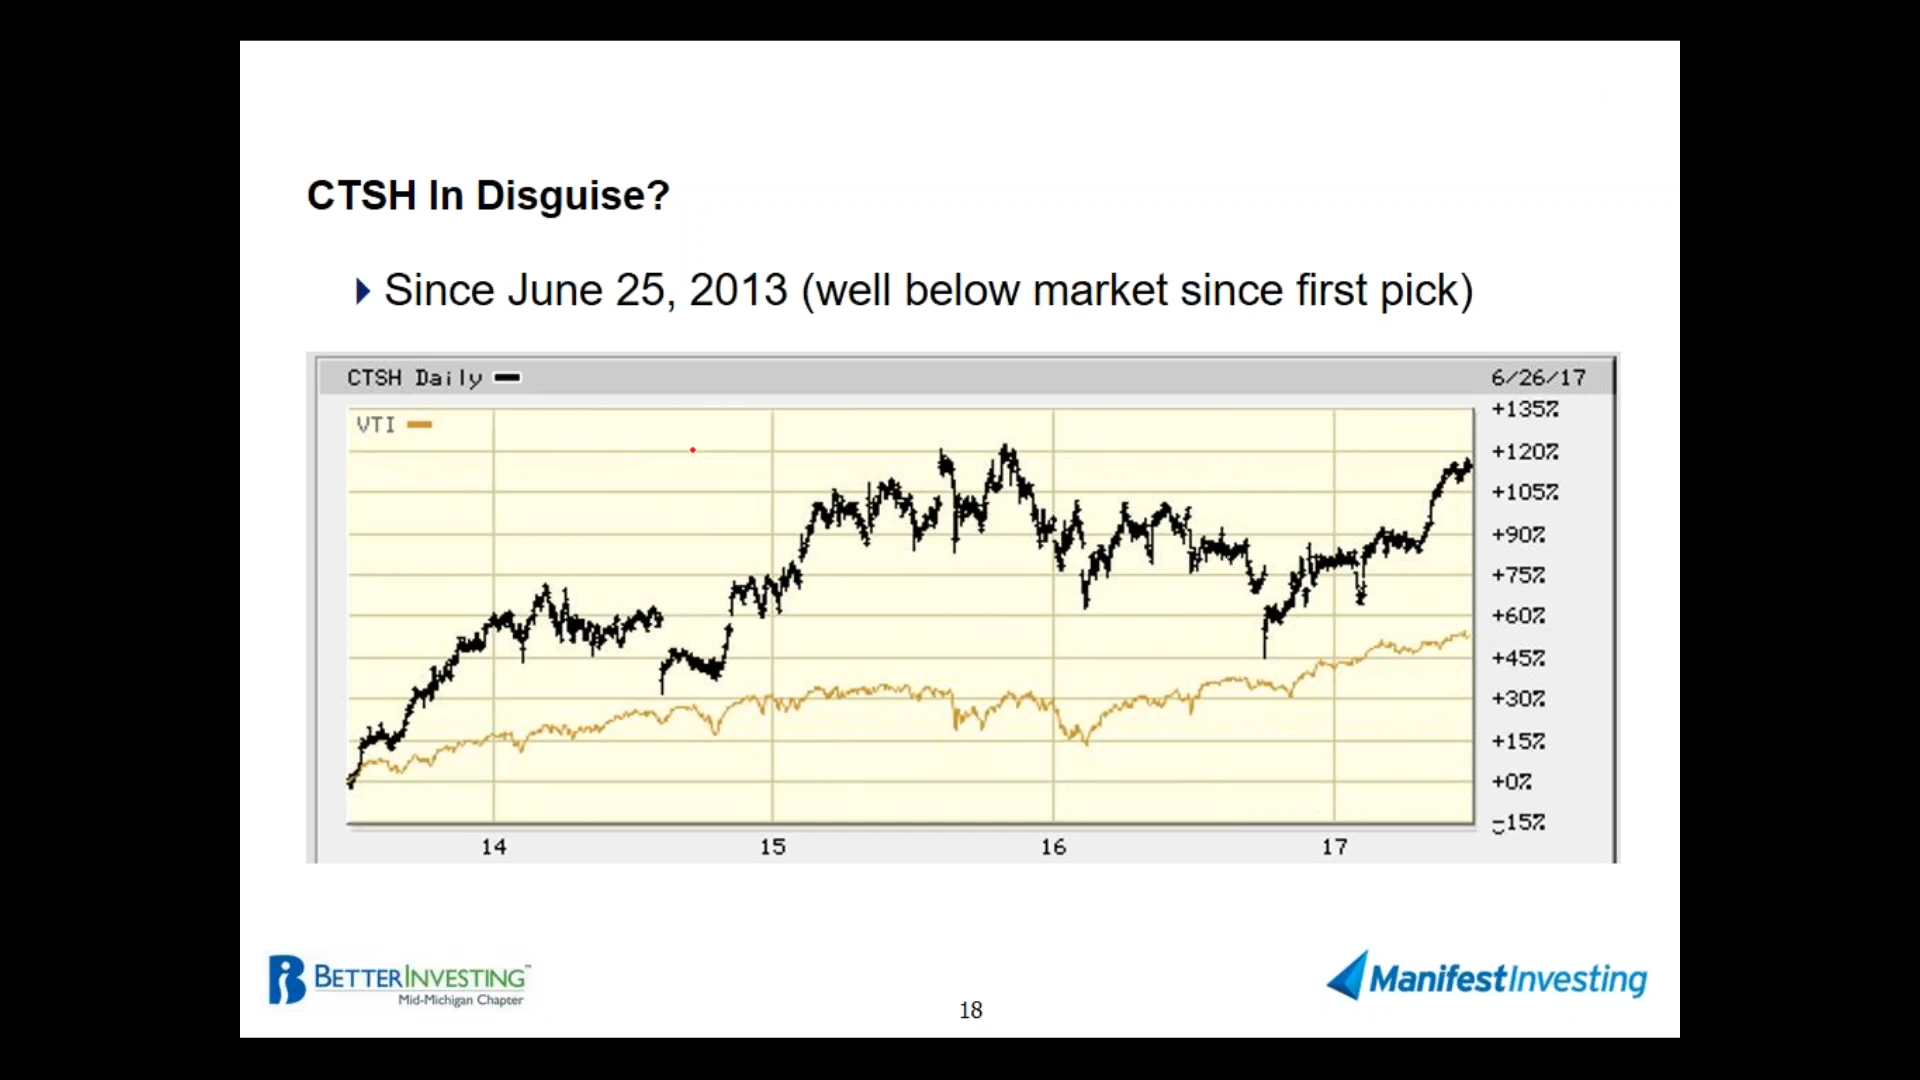 CTSH In Disguise?
Since June 25, 2013 (well below market since first pick)
CTSH Daily
6/26/17
VTI
+135%
+120%
+105%
+90%
+75%
+60%
+45%
+30%
+15%
+0%
-15%
14 15 16 17
BETTERINVESTING™
Mid-Michigan Chapter
ManifestInvesting
18